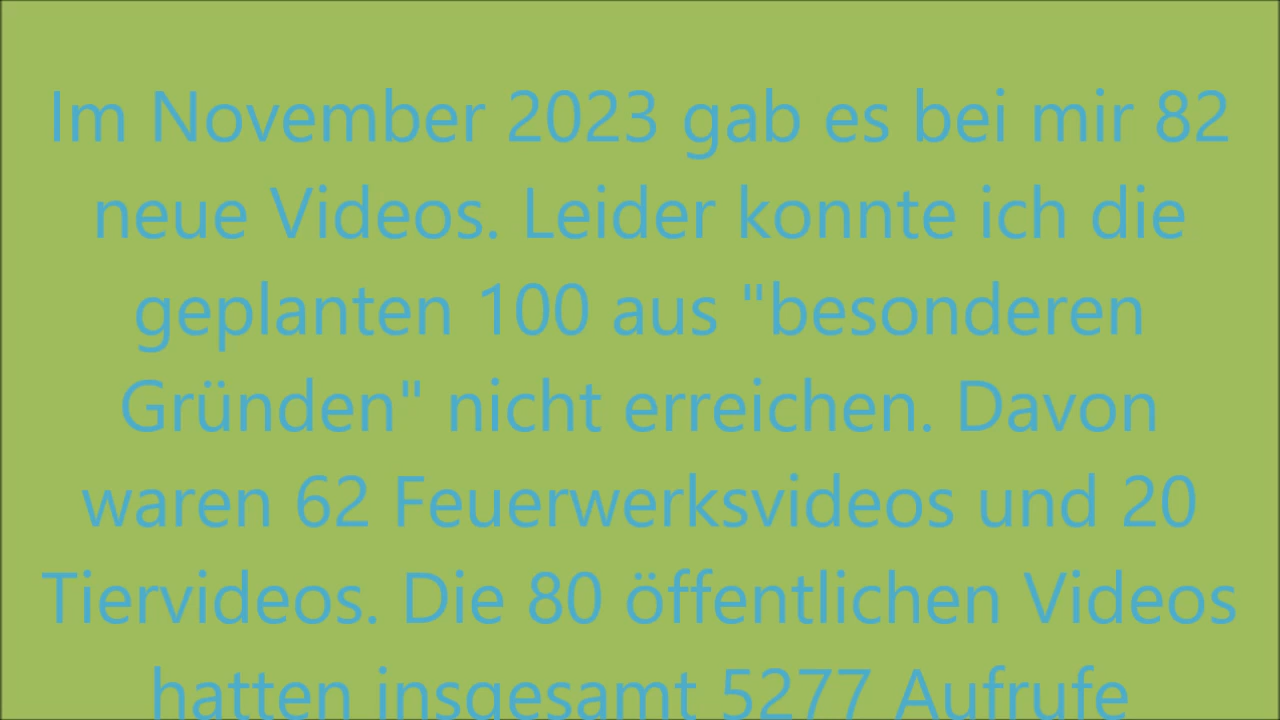 Im November 2023 gab es bei mir 82
neue Videos. Leider konnte ich die
geplanten 100 aus "besonderen
Gründen" nicht erreichen. Davon
waren 62 Feuerwerksvideos und 20
Tiervideos. Die 80 öffentlichen Videos
hatten insgesamt 5277 Aufrufe